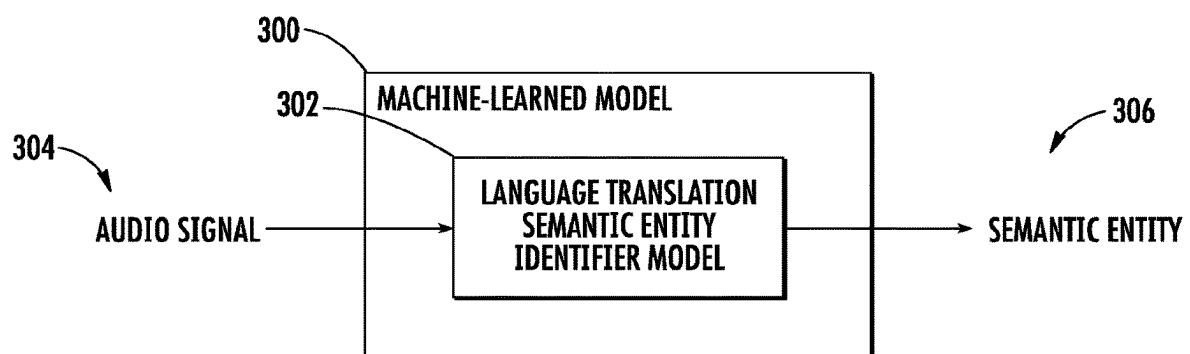 300
MACHINE-LEARNED MODEL
302
306
304
LANGUAGE TRANSLATION
SEMANTIC ENTITY
IDENTIFIER MODEL
AUDIO SIGNAL
SEMANTIC ENTITY